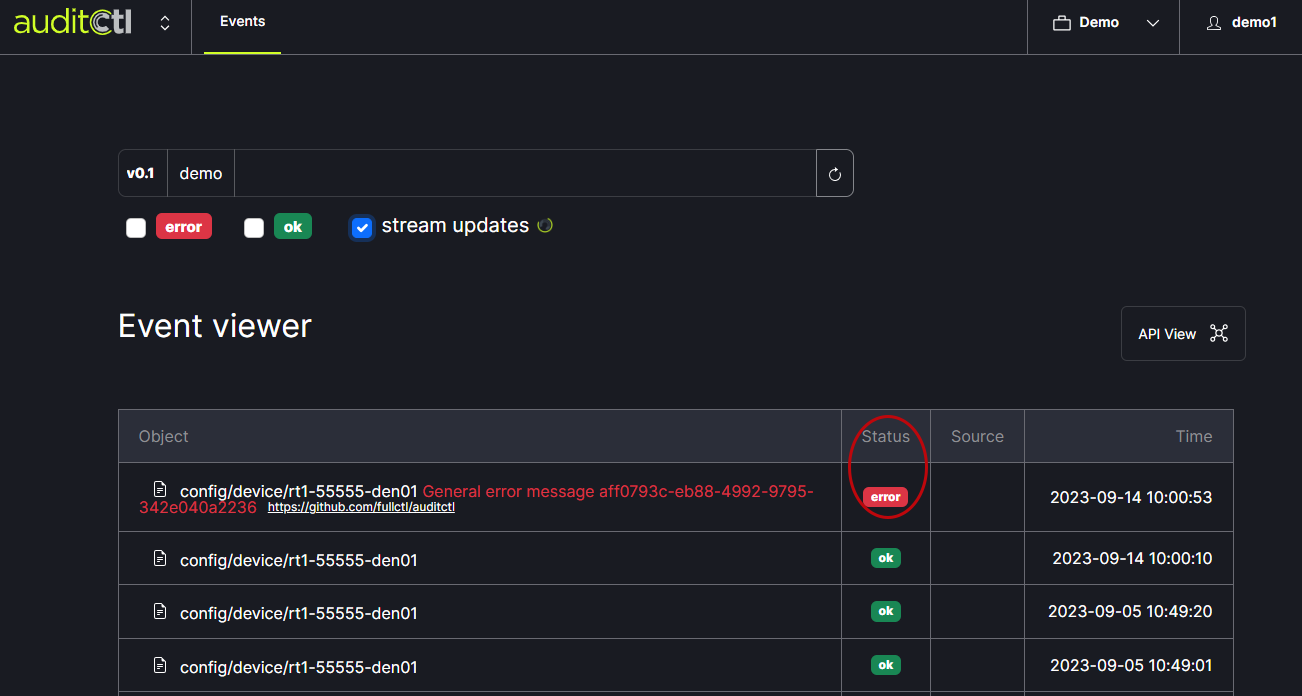 auditctl
Events
Demo
demo1
v0.1 demo
error ok stream updates
Event viewer
API View
Object Status Source Time
config/device/rt1-55555-den01 General error message aff0793c-eb88-4992-9795-
342e040a2236 https://github.com/fullctl/auditctl
error
2023-09-14 10:00:53
config/device/rt1-55555-den01 ok 2023-09-14 10:00:10
config/device/rt1-55555-den01 ok 2023-09-05 10:49:20
config/device/rt1-55555-den01 ok 2023-09-05 10:49:01